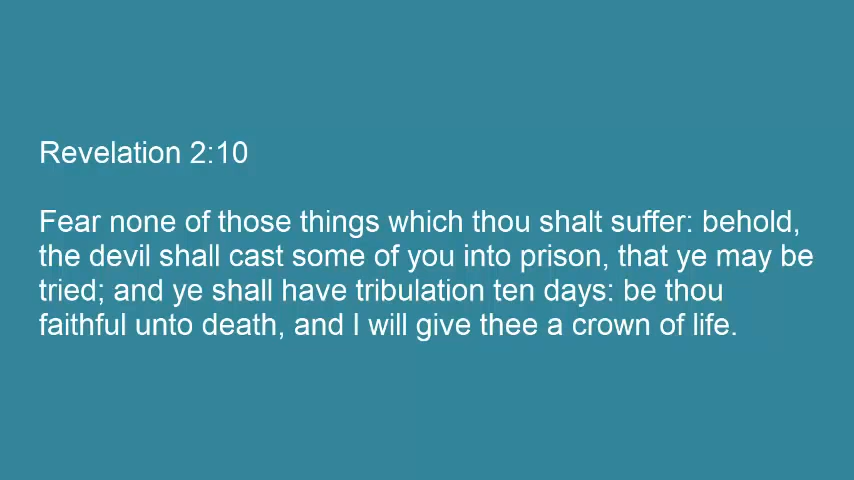 Revelation 2:10
Fear none of those things which thou shalt suffer: behold,
the devil shall cast some of you into prison, that ye may be
tried; and ye shall have tribulation ten days: be thou
faithful unto death, and I will give thee a crown of life.